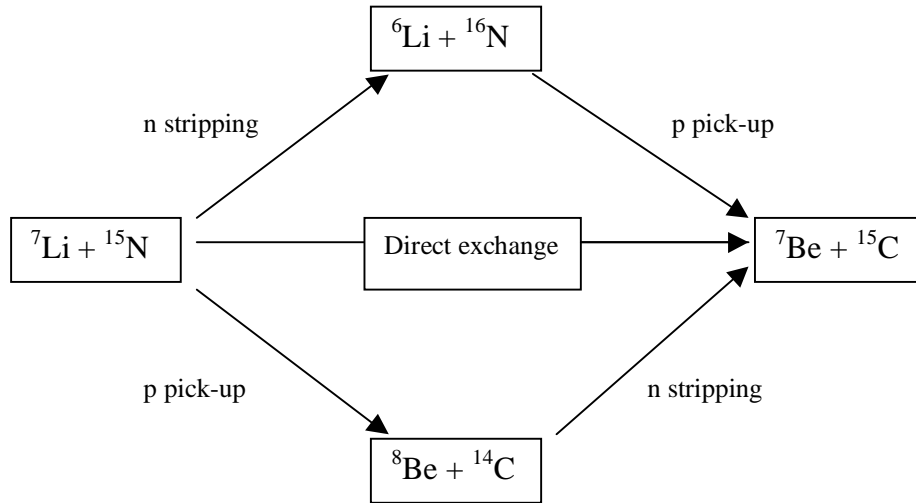 ⁶Li + ¹⁶N
n stripping
p pick-up
⁷Li + ¹⁵N
Direct exchange
⁷Be + ¹⁵C
p pick-up
n stripping
⁸Be + ¹⁴C